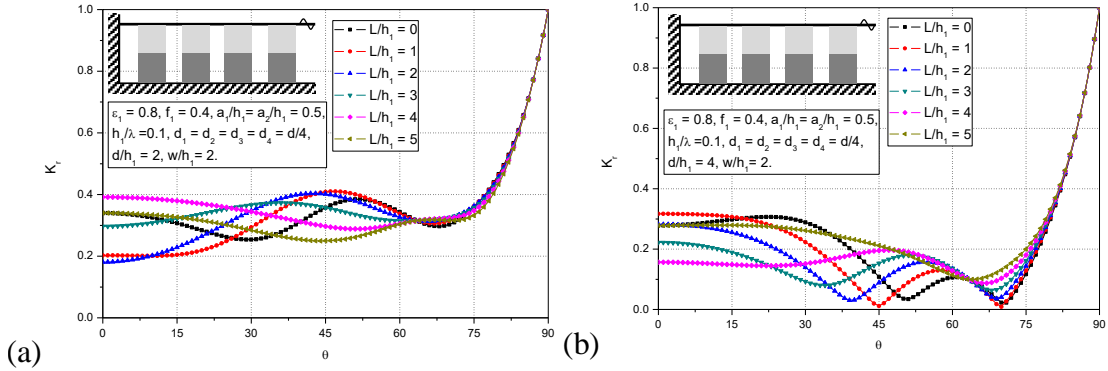 1.0
0.8
0.6
0.4
0.2
0.0
K_r
L/h_1 = 0
L/h_1 = 1
L/h_1 = 2
L/h_1 = 3
L/h_1 = 4
L/h_1 = 5
ε_1 = 0.8, f_1 = 0.4, a_1/h_1= a_2/h_1 = 0.5,
h_1/λ =0.1, d_1 = d_2 = d_3 = d_4 = d/4,
d/h_1 = 2, w/h_1= 2.
0 15 30 45 60 75 90
θ
(a)
1.0
0.8
0.6
0.4
0.2
0.0
K_r
L/h_1 = 0
L/h_1 = 1
L/h_1 = 2
L/h_1 = 3
L/h_1 = 4
L/h_1 = 5
ε_1 = 0.8, f_1 = 0.4, a_1/h_1= a_2/h_1 = 0.5,
h_1/λ =0.1, d_1 = d_2 = d_3 = d_4 = d/4,
d/h_1 = 4, w/h_1= 2.
0 15 30 45 60 75 90
θ
(b)